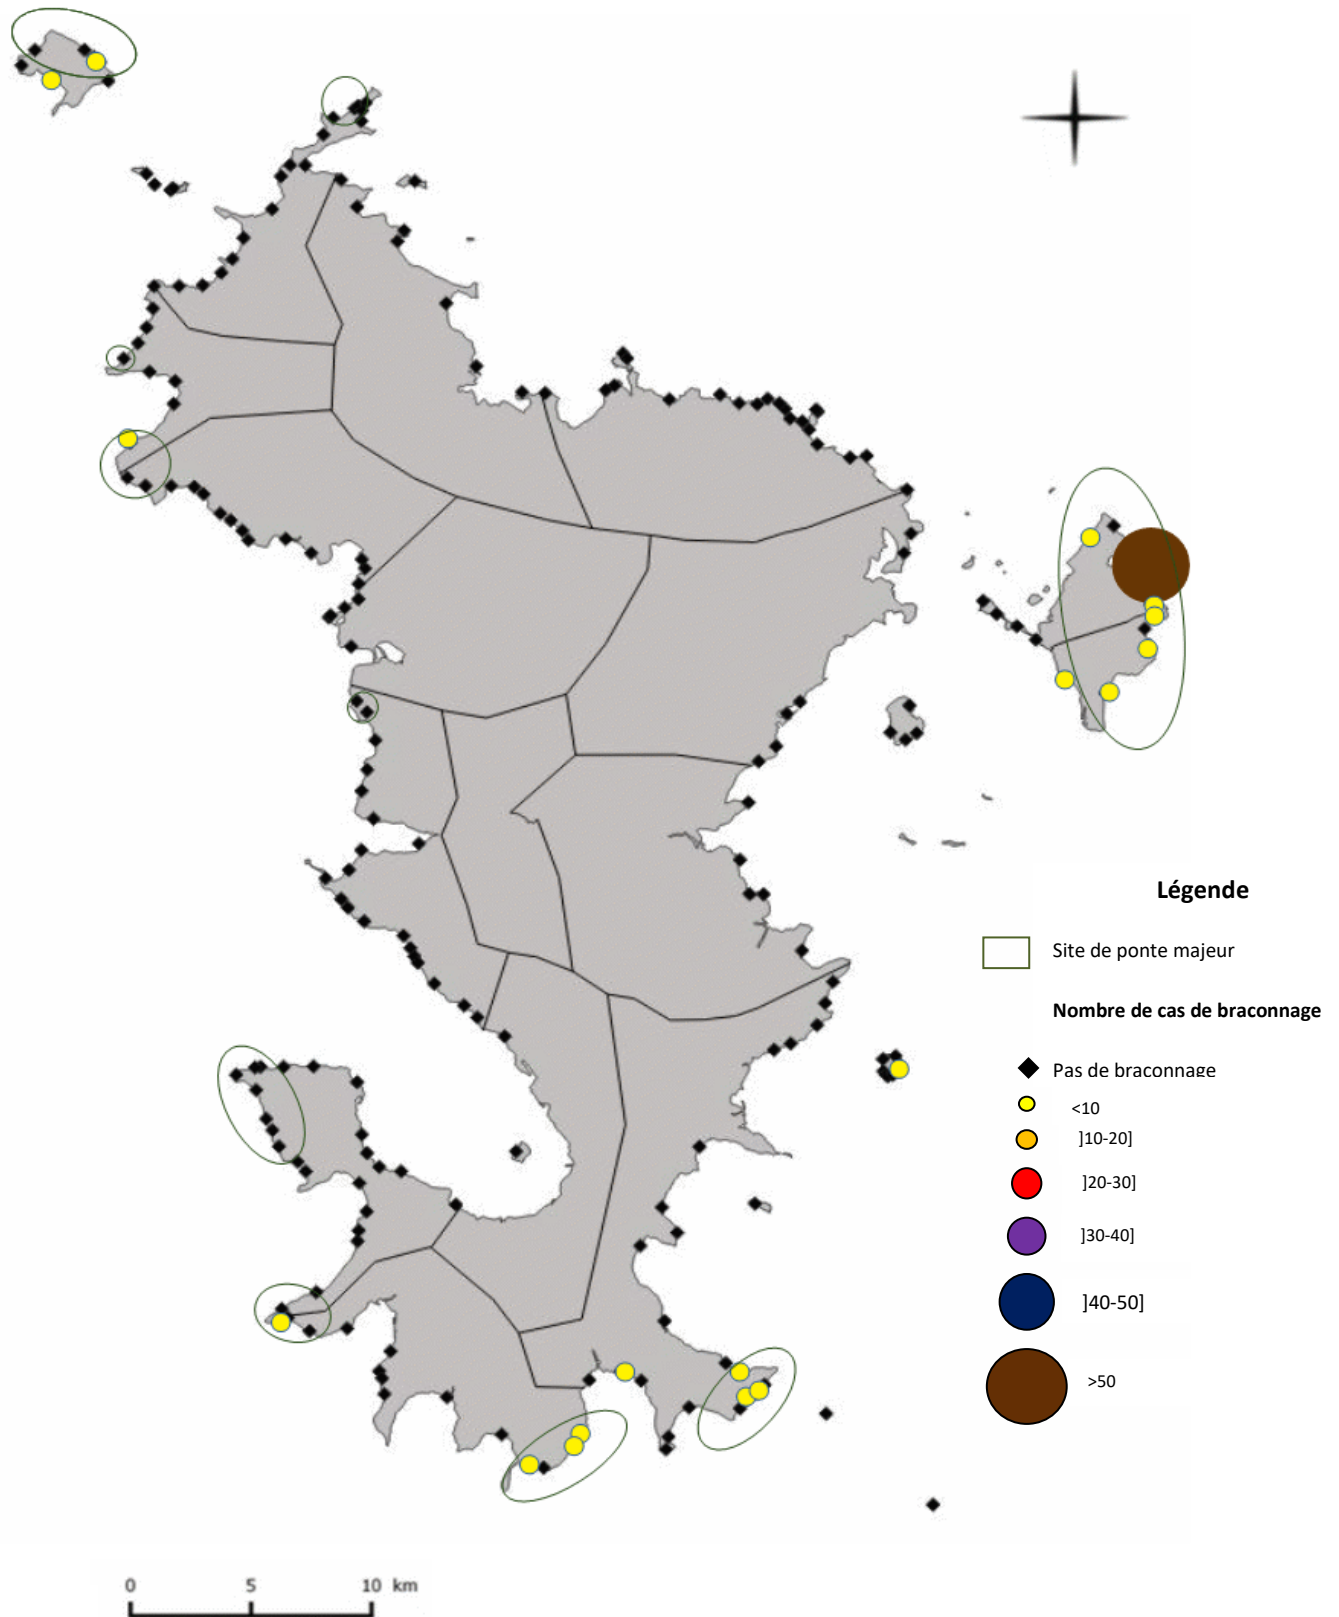 Légende
Site de ponte majeur
Nombre de cas de braconnage
Pas de braconnage
<10
]10-20]
]20-30]
]30-40]
]40-50]
>50
0 5 10 km